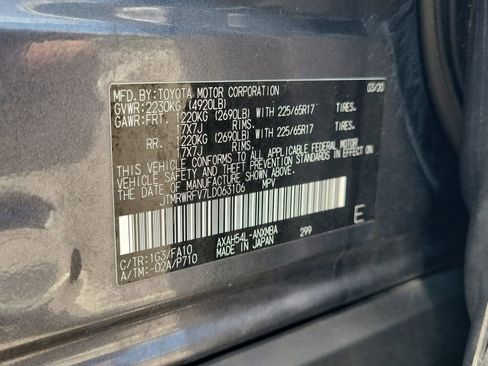 MFD.BY:TOYOTA MOTOR CORPORATION 03/20
GVWR:2230KG (4920LB)
GAWR:FRT. 1220KG (2690LB) WITH 225/65R17 TIRES.
17X7J RIMS.
RR. 1220KG (2690LB) WITH 225/65R17 TIRES.
17X7J RIMS.
THIS VEHICLE CONFORMS TO ALL APPLICABLE FEDERAL MOTOR
VEHICLE SAFETY AND THEFT PREVENTION STANDARDS IN EFFECT
ON THE DATE OF MANUFACTURE SHOWN ABOVE.
JTMRWRFV7LD063106 MPV
E
C/TR:1G3/FA10 AXAH54L-ANXMBA 299
A/TM:-02A/P710 MADE IN JAPAN